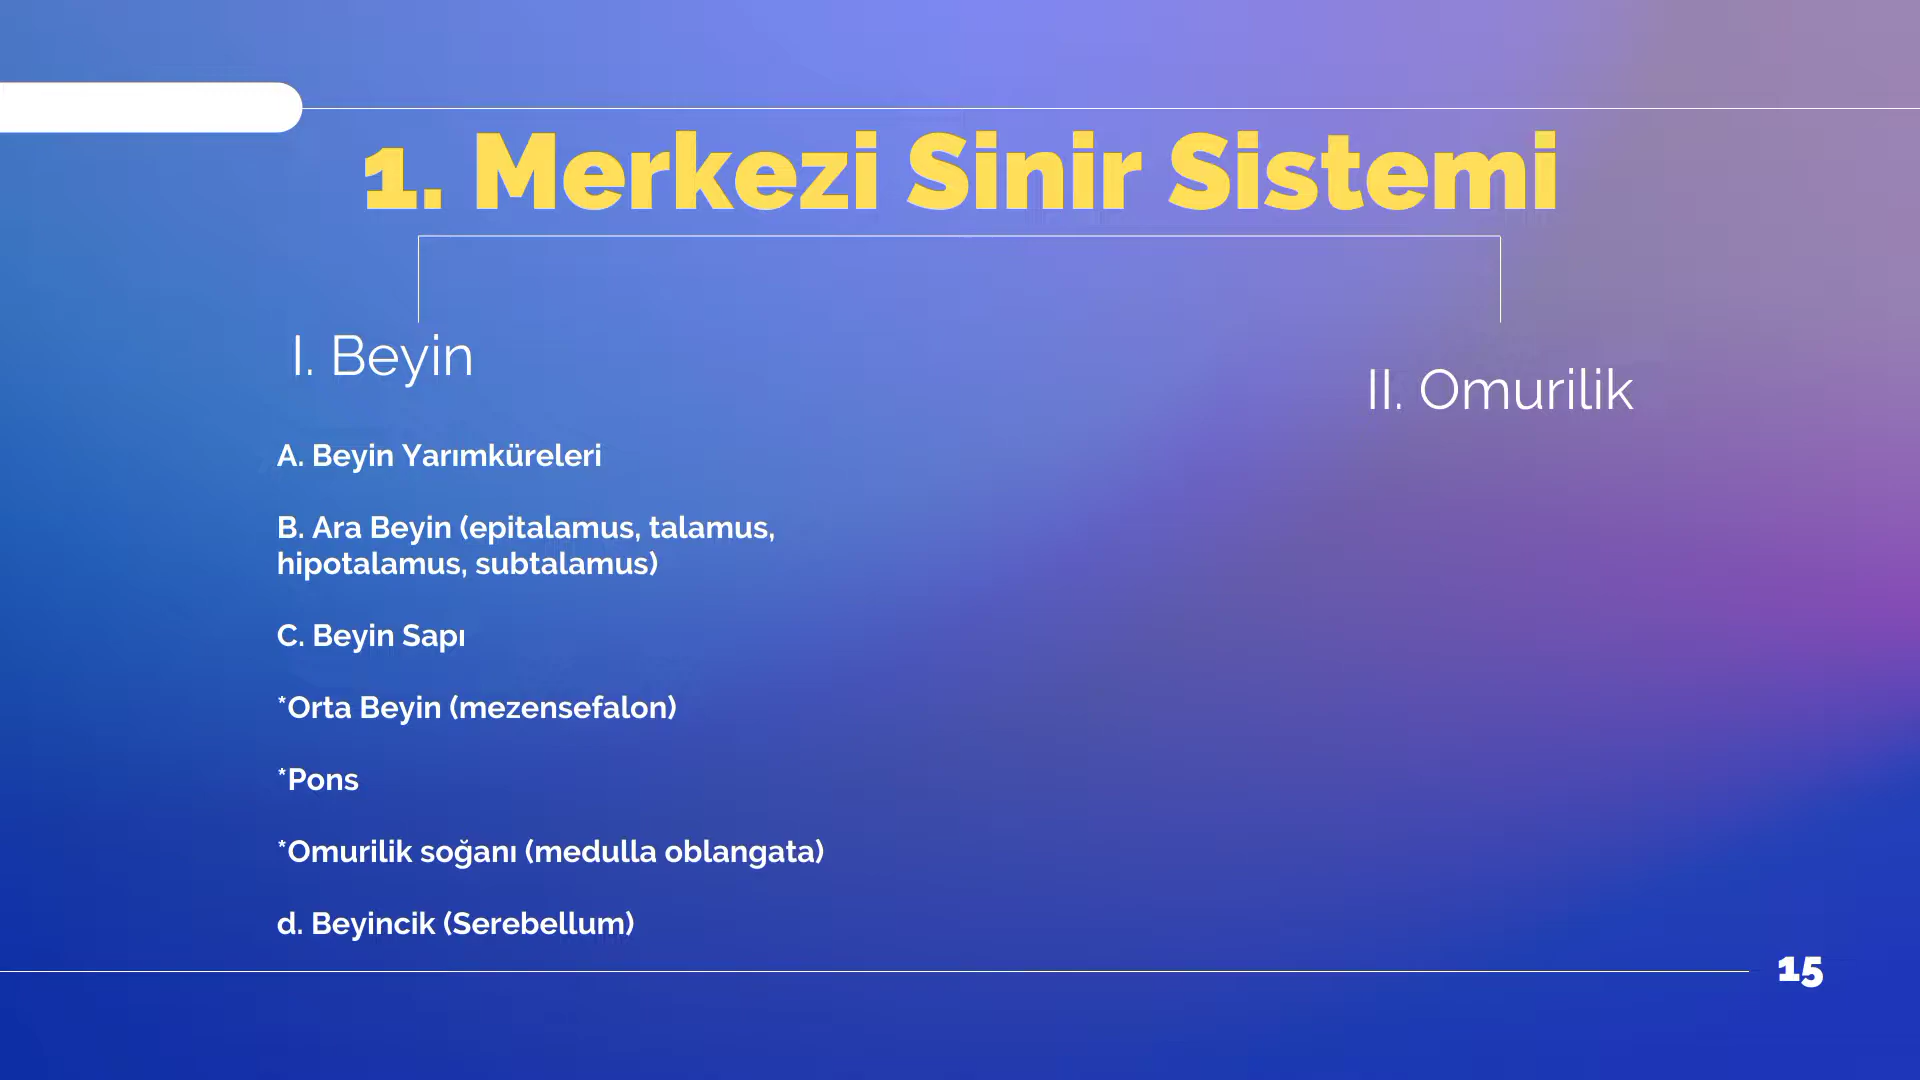 1. Merkezi Sinir Sistemi
I. Beyin
II. Omurilik
A. Beyin Yarımküreleri
B. Ara Beyin (epitalamus, talamus,
hipotalamus, subtalamus)
C. Beyin Sapı
*Orta Beyin (mezensefalon)
*Pons
*Omurilik soğanı (medulla oblangata)
d. Beyincik (Serebellum)
15